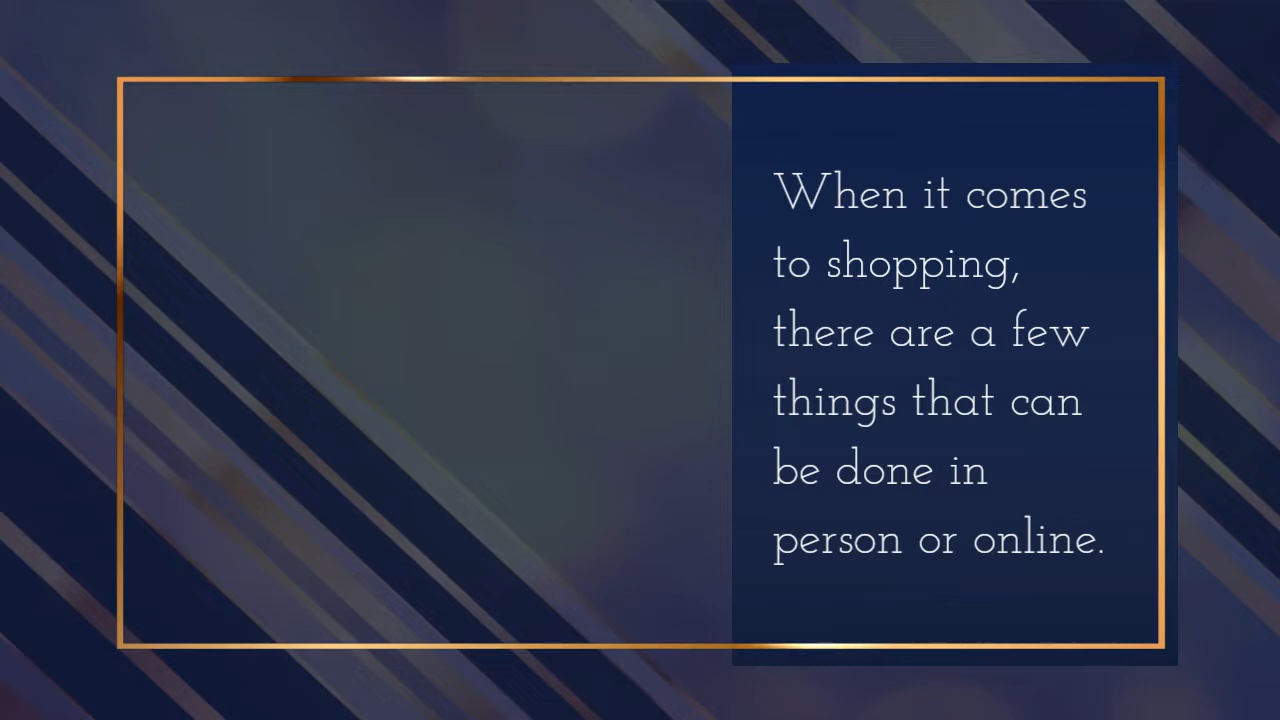 When it comes
to shopping,
there are a few
things that can
be done in
person or online.